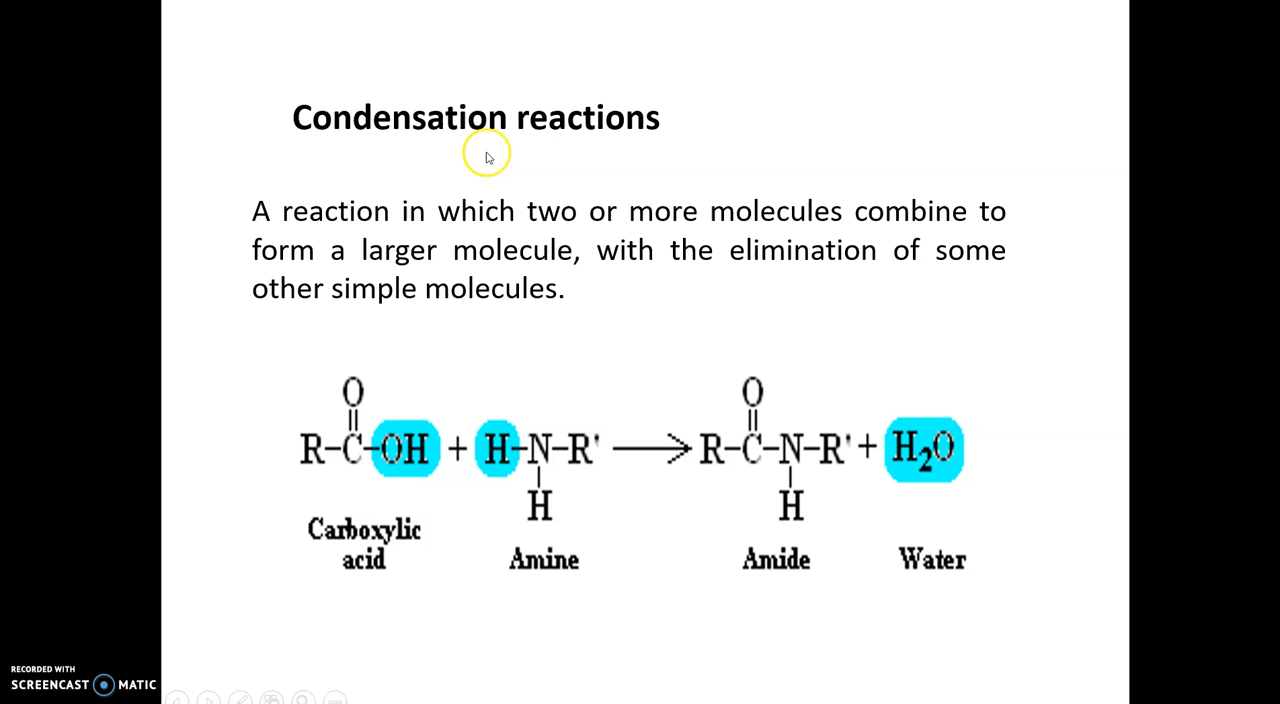 Condensation reactions
A reaction in which two or more molecules combine to
form a larger molecule, with the elimination of some
other simple molecules.
O O
R-C-OH + H-N-R' → R-C-N-R' + H₂O
H H
Carboxylic
acid Amine Amide Water
RECORDED WITH
SCREENCAST MATIC